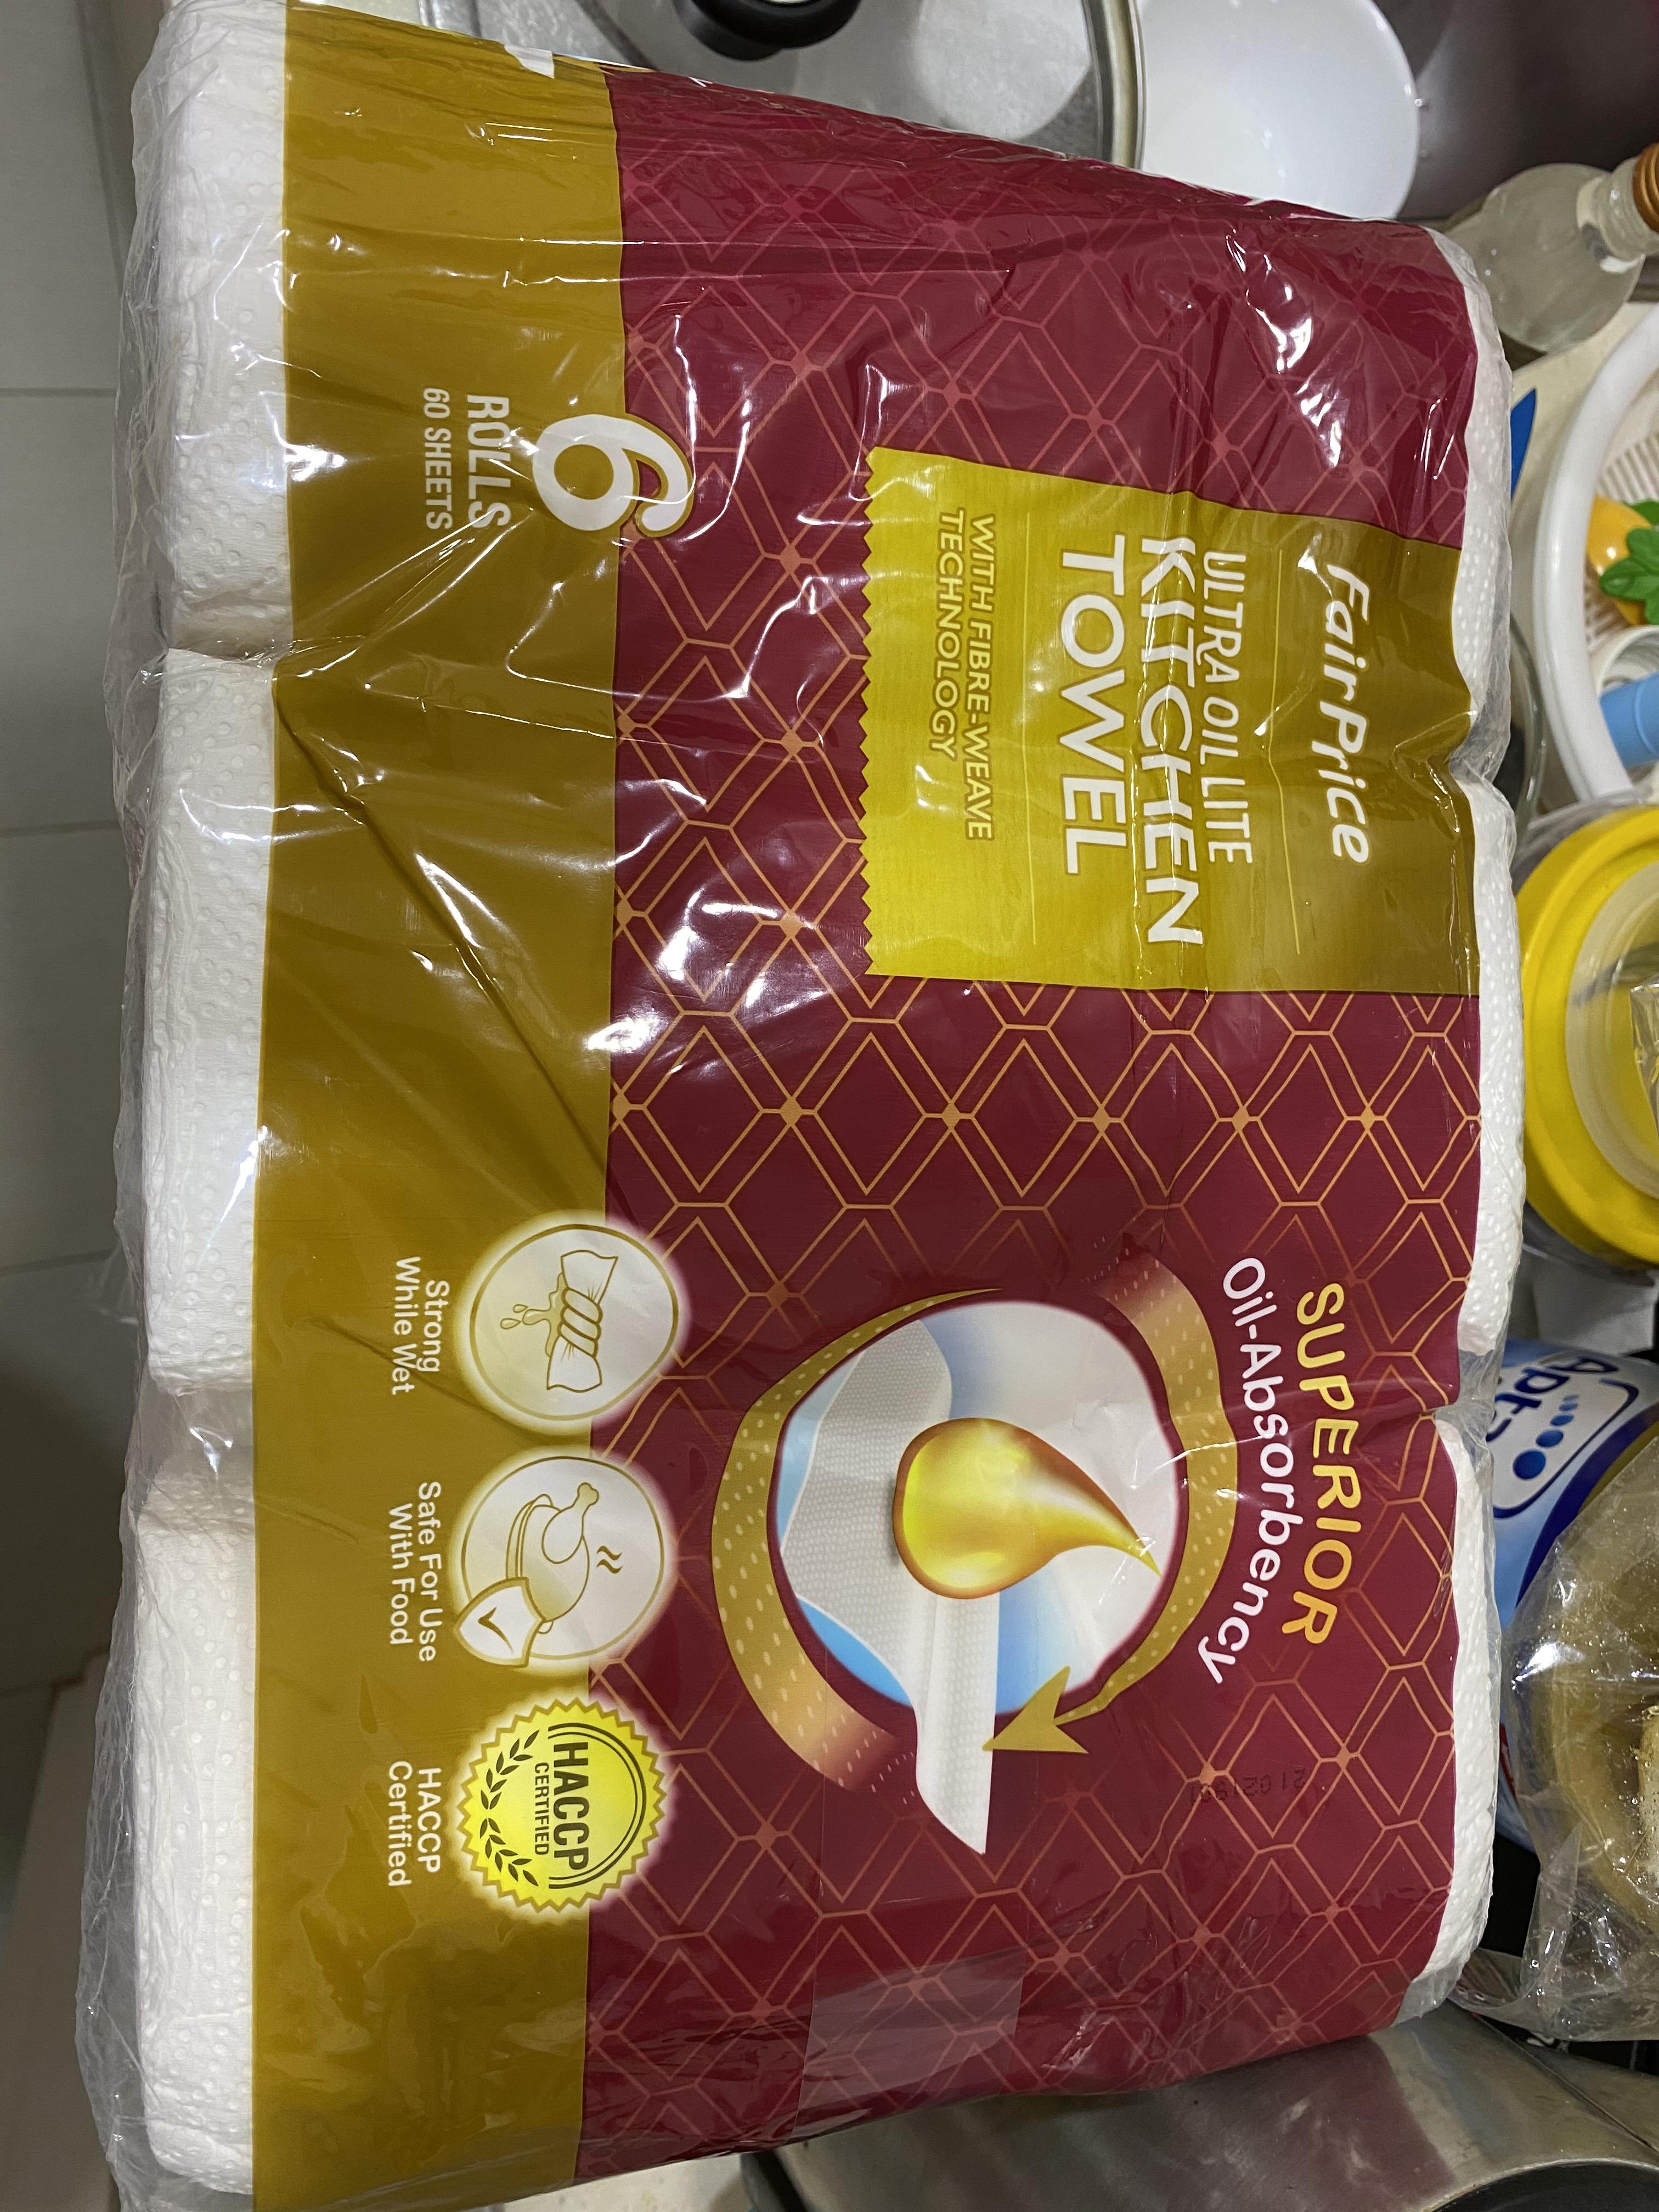 FairPrice
ULTRA OIL LITE
KITCHEN
TOWEL
WITH FIBRE-WEAVE
TECHNOLOGY
6
ROLLS
60 SHEETS
SUPERIOR
Oil-Absorbency
Strong
While Wet
Safe For Use
With Food
HACCP
CERTIFIED
HACCP
Certified